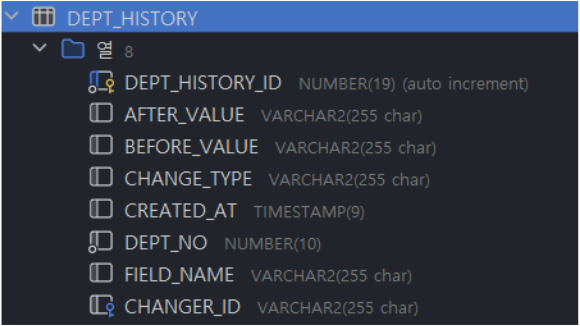 DEPT_HISTORY
열 8
DEPT_HISTORY_ID NUMBER(19) (auto increment)
AFTER_VALUE VARCHAR2(255 char)
BEFORE_VALUE VARCHAR2(255 char)
CHANGE_TYPE VARCHAR2(255 char)
CREATED_AT TIMESTAMP(9)
DEPT_NO NUMBER(10)
FIELD_NAME VARCHAR2(255 char)
CHANGER_ID VARCHAR2(255 char)